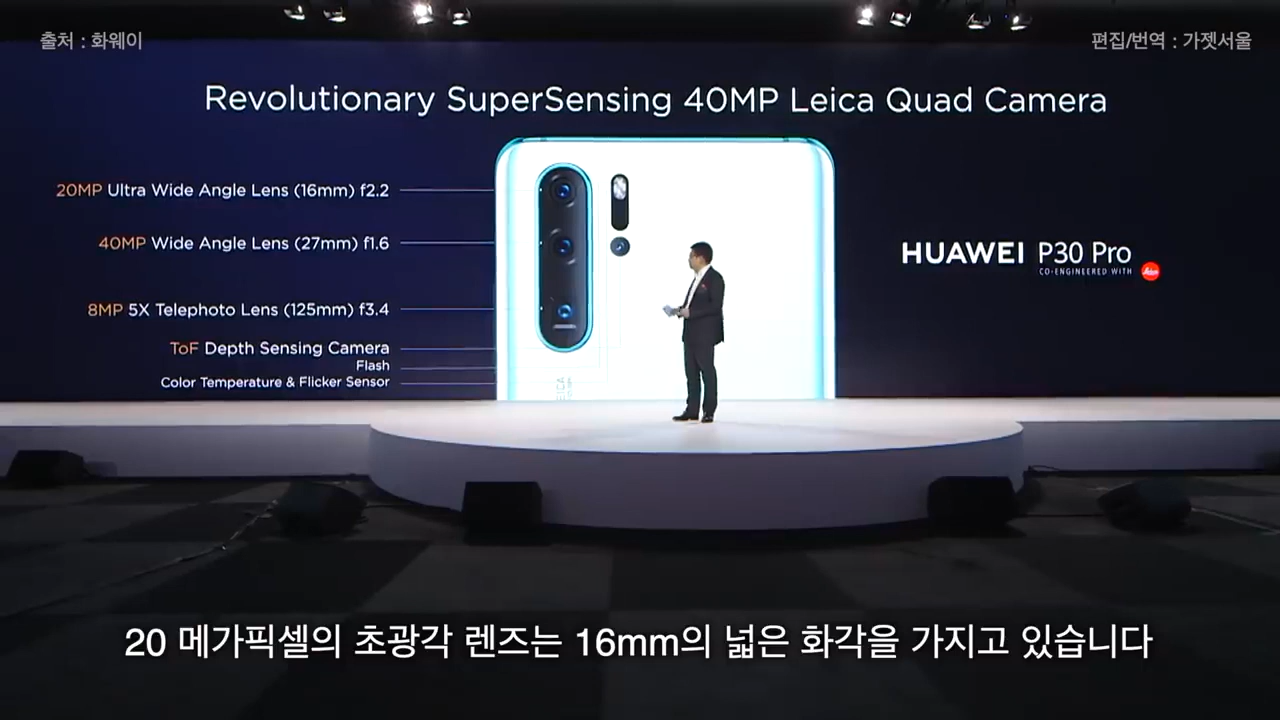 출처 : 화웨이
편집/번역 : 가젯서울
Revolutionary SuperSensing 40MP Leica Quad Camera
20MP Ultra Wide Angle Lens (16mm) f2.2
40MP Wide Angle Lens (27mm) f1.6
8MP 5X Telephoto Lens (125mm) f3.4
ToF Depth Sensing Camera
Flash
Color Temperature & Flicker Sensor
HUAWEI P30 Pro
CO-ENGINEERED WITH
Leica
20 메가픽셀의 초광각 렌즈는 16mm의 넓은 화각을 가지고 있습니다